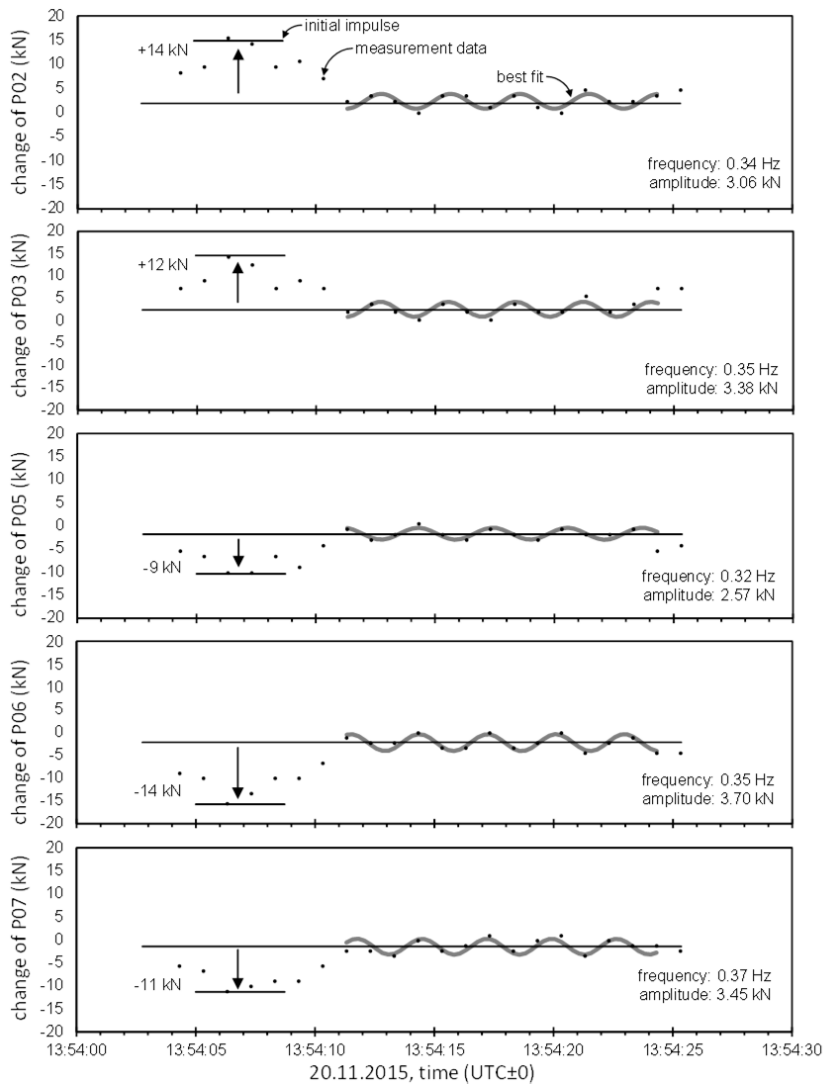 change of P02 (kN)
20
15
10
5
0
-5
-10
-15
-20
+14 kN
initial impulse
measurement data
best fit
frequency: 0.34 Hz
amplitude: 3.06 kN
change of P03 (kN)
20
15
10
5
0
-5
-10
-15
-20
+12 kN
frequency: 0.35 Hz
amplitude: 3.38 kN
change of P05 (kN)
20
15
10
5
0
-5
-10
-15
-20
-9 kN
frequency: 0.32 Hz
amplitude: 2.57 kN
change of P06 (kN)
20
15
10
5
0
-5
-10
-15
-20
-14 kN
frequency: 0.35 Hz
amplitude: 3.70 kN
change of P07 (kN)
20
15
10
5
0
-5
-10
-15
-20
-11 kN
frequency: 0.37 Hz
amplitude: 3.45 kN
13:54:00 13:54:05 13:54:10 13:54:15 13:54:20 13:54:25 13:54:30
20.11.2015, time (UTC±0)